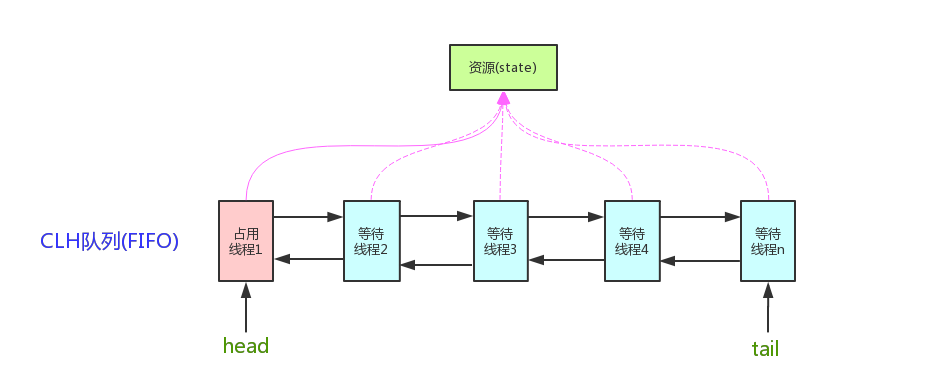 资源(state)
CLH队列(FIFO)
占用
线程1
等待
线程2
等待
线程3
等待
线程4
等待
线程n
head
tail